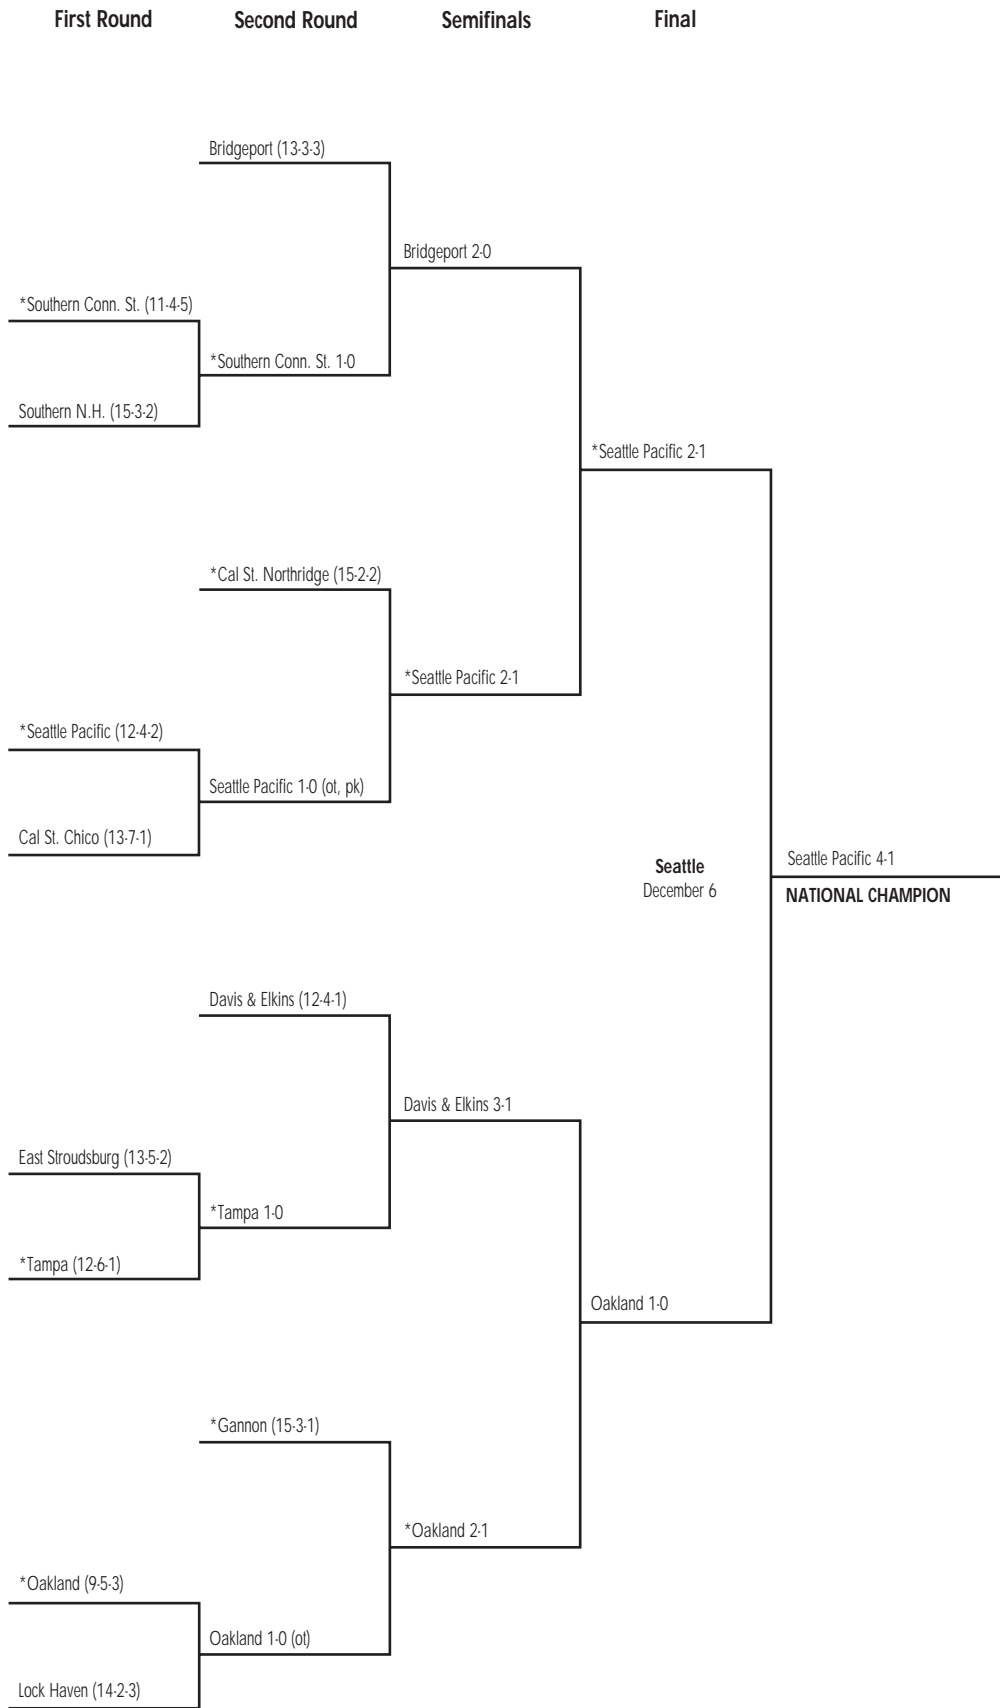 First Round Second Round Semifinals Final
Bridgeport (13-3-3)
Bridgeport 2-0
*Southern Conn. St. (11-4-5)
*Southern Conn. St. 1-0
Southern N.H. (15-3-2)
*Seattle Pacific 2-1
*Cal St. Northridge (15-2-2)
*Seattle Pacific 2-1
*Seattle Pacific (12-4-2)
Seattle Pacific 1-0 (ot, pk)
Cal St. Chico (13-7-1)
Seattle
December 6
Seattle Pacific 4-1
NATIONAL CHAMPION
Davis & Elkins (12-4-1)
Davis & Elkins 3-1
East Stroudsburg (13-5-2)
*Tampa 1-0
*Tampa (12-6-1)
Oakland 1-0
*Gannon (15-3-1)
*Oakland 2-1
*Oakland (9-5-3)
Oakland 1-0 (ot)
Lock Haven (14-2-3)